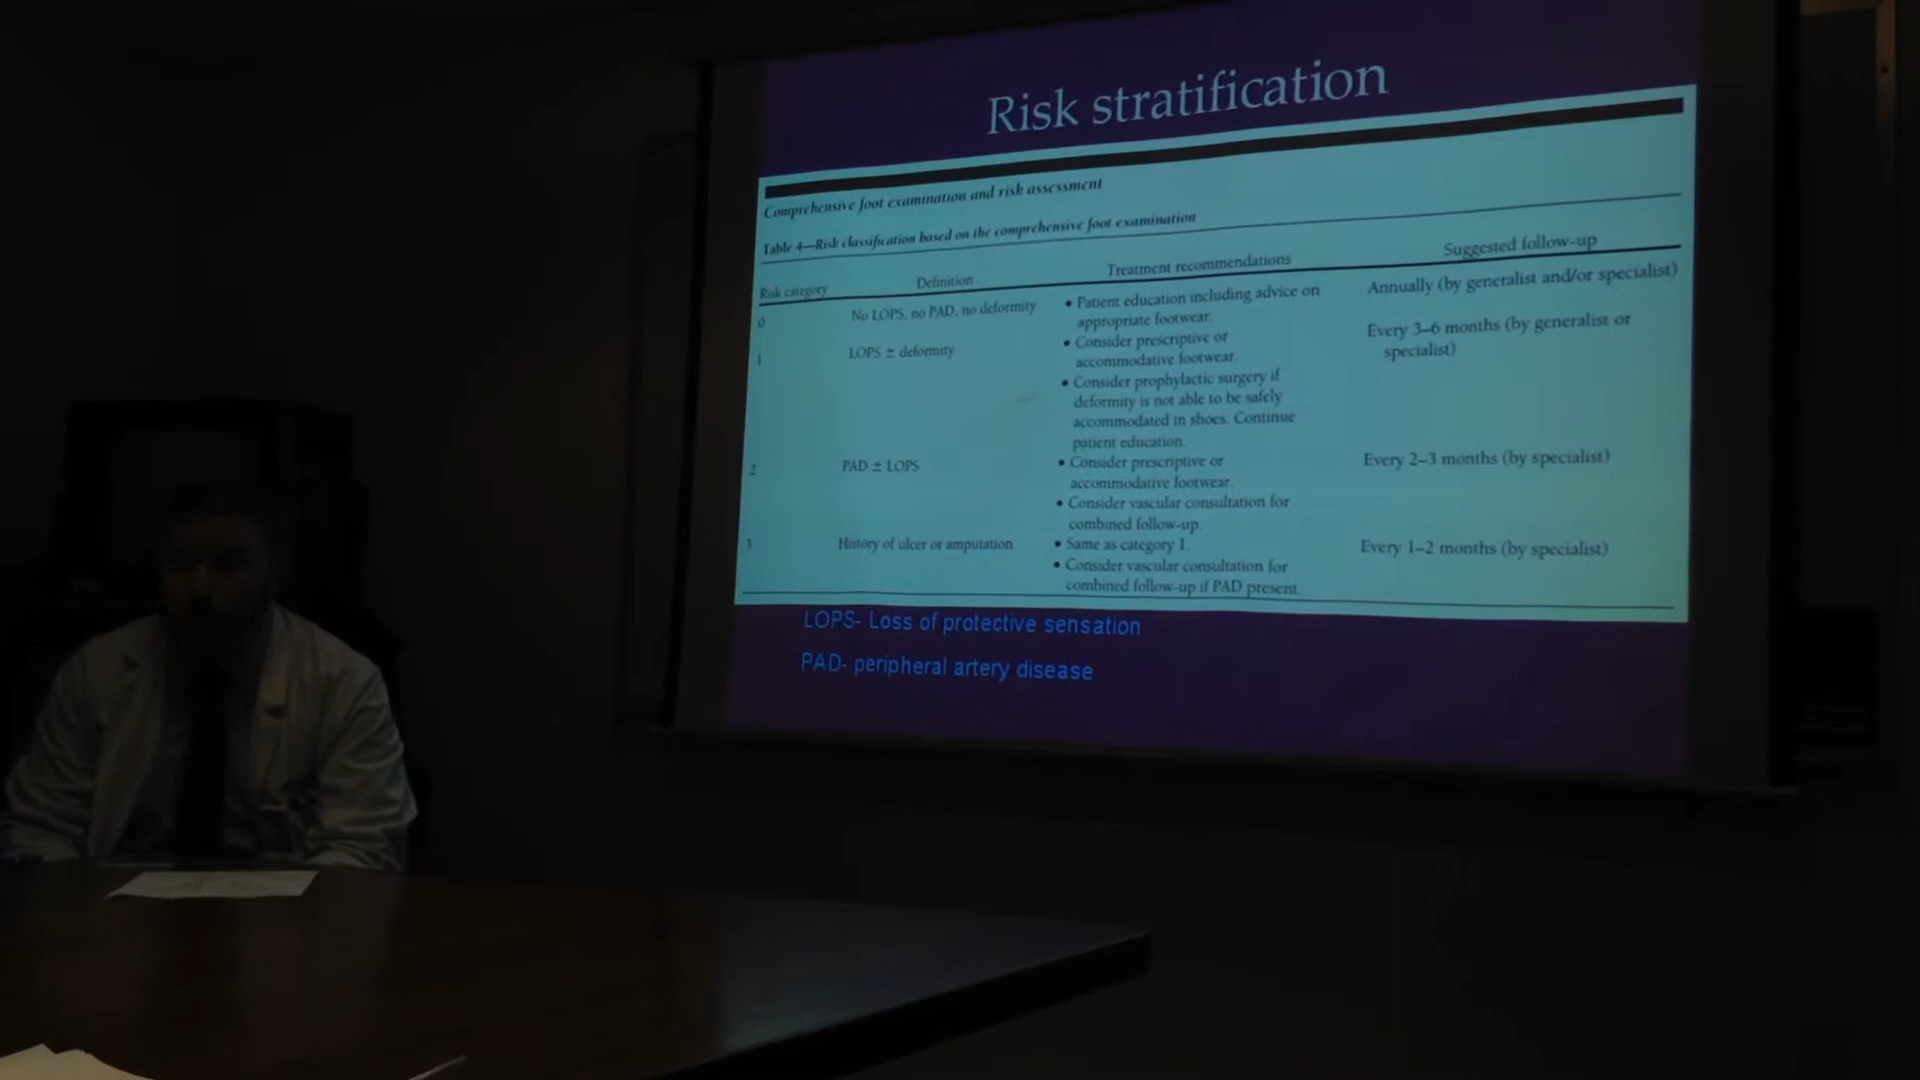 Risk stratification
Comprehensive foot examination and risk assessment
Table 4—Risk classification based on the comprehensive foot examination
Risk category Definition Treatment recommendations Suggested follow-up
0 No LOPS, no PAD, no deformity • Patient education including advice on Annually (by generalist and/or specialist)
appropriate footwear.
1 LOPS ± deformity • Consider prescriptive or Every 3–6 months (by generalist or
accommodative footwear. specialist)
• Consider prophylactic surgery if
deformity is not able to be safely
accommodated in shoes. Continue
patient education.
2 PAD ± LOPS • Consider prescriptive or Every 2–3 months (by specialist)
accommodative footwear.
• Consider vascular consultation for
combined follow-up.
3 History of ulcer or amputation • Same as category 1. Every 1–2 months (by specialist)
• Consider vascular consultation for
combined follow-up if PAD present.
LOPS- Loss of protective sensation
PAD- peripheral artery disease